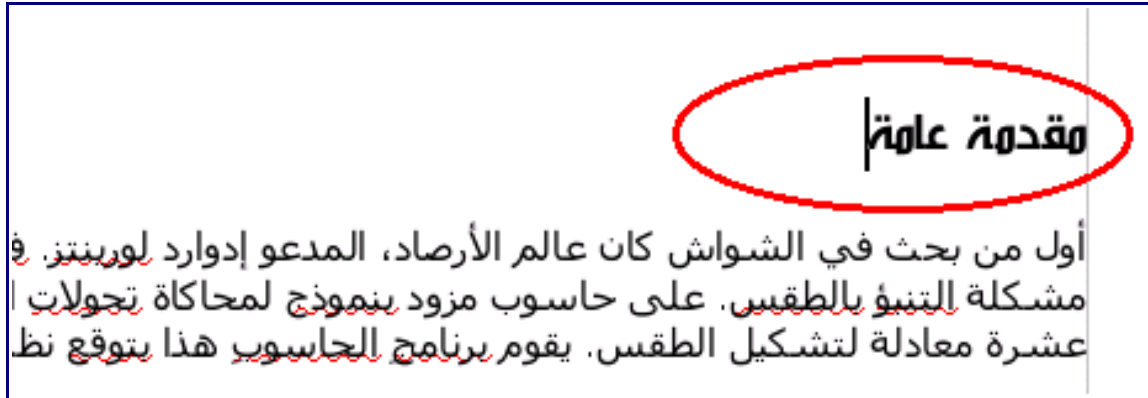 مقدمة عامة
أول من بحث في الشواش كان عالم الأرصاد، المدعو إدوارد لورينتز.
مشكلة التنبؤ بالطقس. على حاسوب مزود بنموذج لمحاكاة تحولات
عشرة معادلة لتشكيل الطقس. يقوم برنامج الحاسوب هذا بتوقع